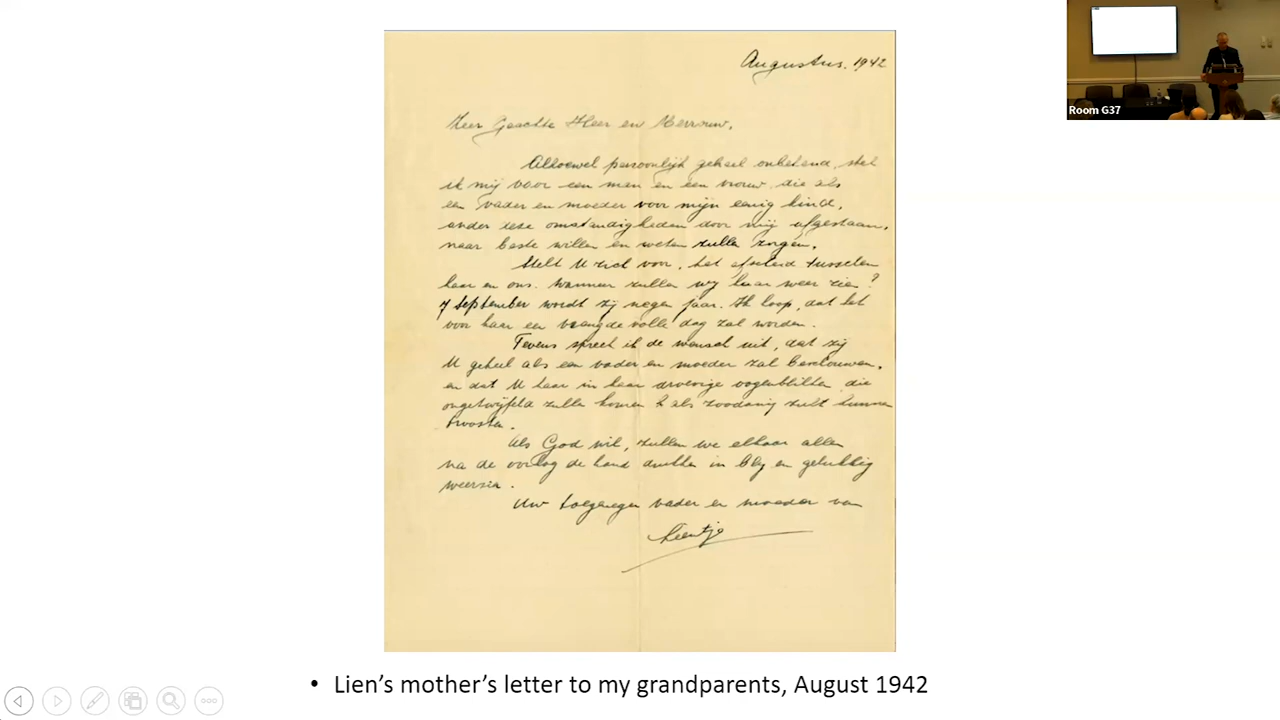 Augustus. 1942
Zeer Geachte Heer en Mevrouw,
Alhoewel persoonlijk geheel onbekend, stel
ik mij voor een man en een vrouw, die als
een vader en moeder voor mijn eenig kind,
onder deze omstandigheden door mij afgestaan,
naar beste willen en weten zullen zorgen.
Stelt U zich voor, het afscheid tusschen
haar en ons. Wanneer zullen wij haar weer zien?
7 September wordt zij negen jaar. Ik hoop, dat het
voor haar een vreugde volle dag zal worden.
Tevens spreek ik de wensch uit, dat zij
U geheel als een vader en moeder zal beschouwen,
en dat U haar in haar droevige oogenblikken die
ongetwijfeld zullen komen als zoodanig zult kunnen
troosten.
Als God wil, zullen we elkaar allen
na de oorlog de hand drukken in blij en gelukkig
weerzien.
Uw toegenegen vader en moeder van
Lientje
Room G37
• Lien's mother's letter to my grandparents, August 1942